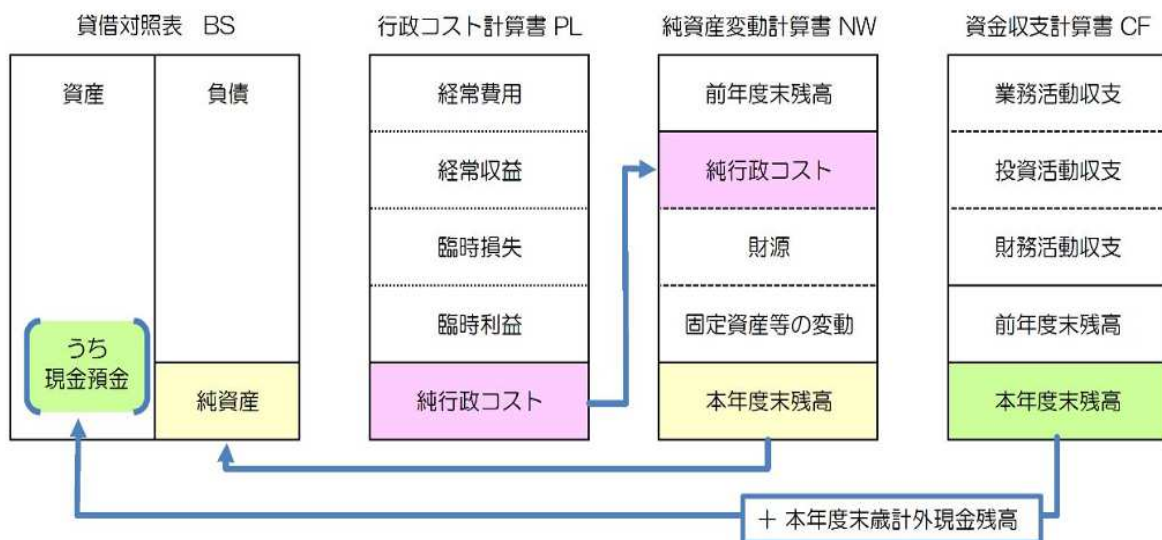 貸借対照表 BS
資産
負債
うち
現金預金
純資産
行政コスト計算書 PL
経常費用
経常収益
臨時損失
臨時利益
純行政コスト
純資産変動計算書 NW
前年度末残高
純行政コスト
財源
固定資産等の変動
本年度末残高
資金収支計算書 CF
業務活動収支
投資活動収支
財務活動収支
前年度末残高
本年度末残高
＋ 本年度末歳計外現金残高